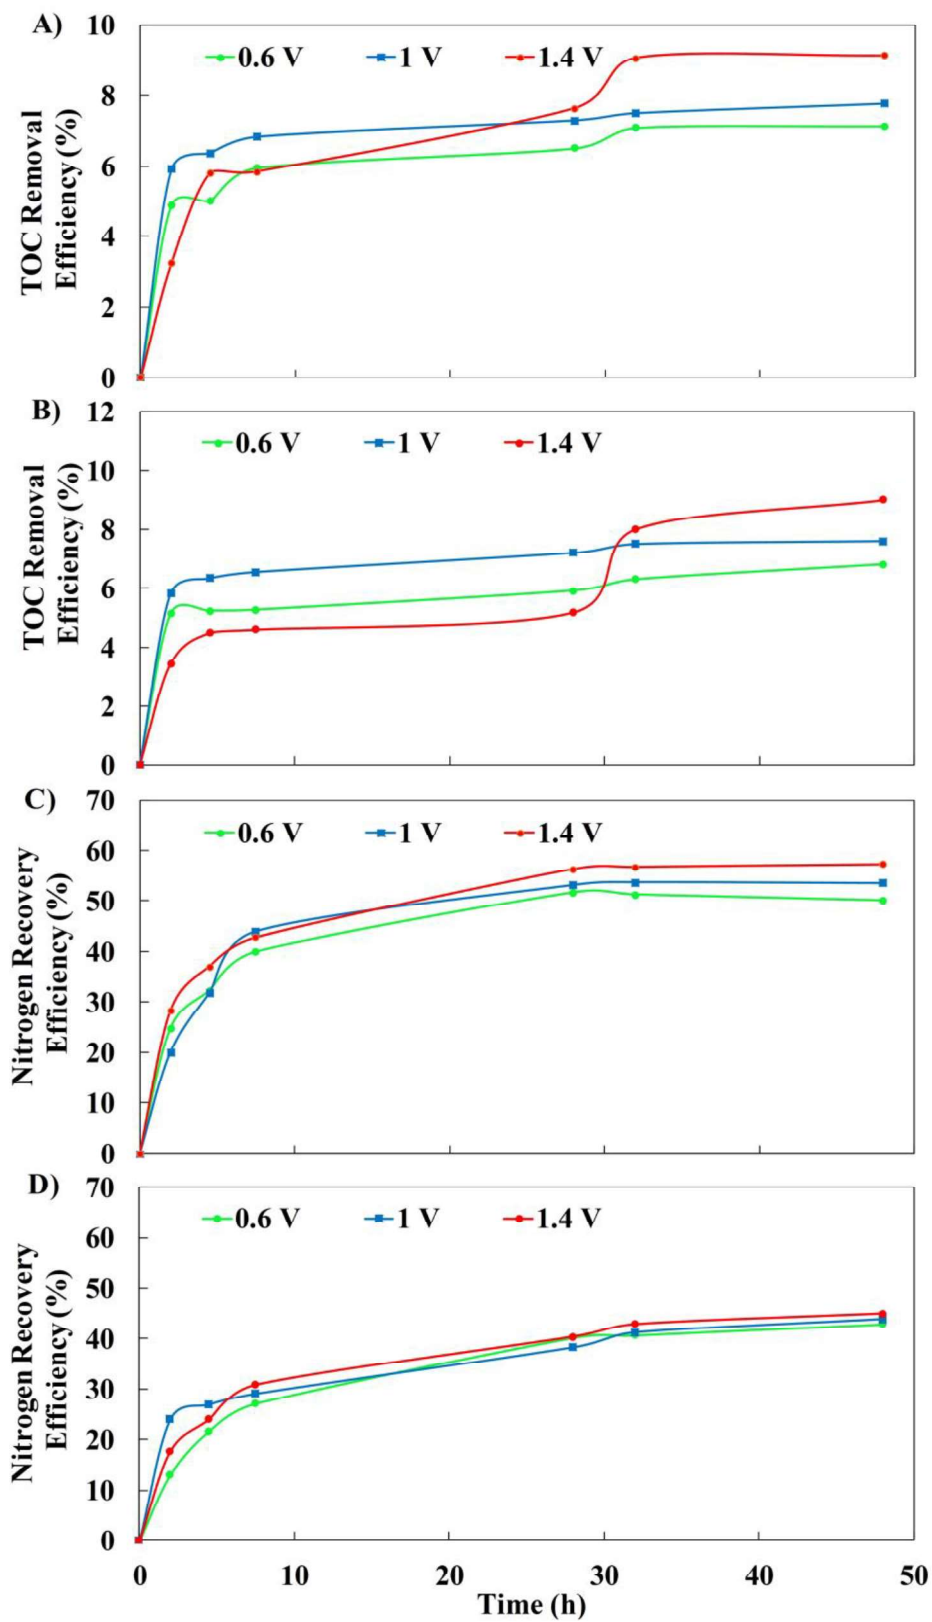 A)
0.6 V 1 V 1.4 V
TOC Removal
Efficiency (%)
10
8
6
4
2
0
B)
0.6 V 1 V 1.4 V
TOC Removal
Efficiency (%)
12
10
8
6
4
2
0
C)
0.6 V 1 V 1.4 V
Nitrogen Recovery
Efficiency (%)
70
60
50
40
30
20
10
0
D)
0.6 V 1 V 1.4 V
Nitrogen Recovery
Efficiency (%)
70
60
50
40
30
20
10
0
0 10 20 30 40 50
Time (h)